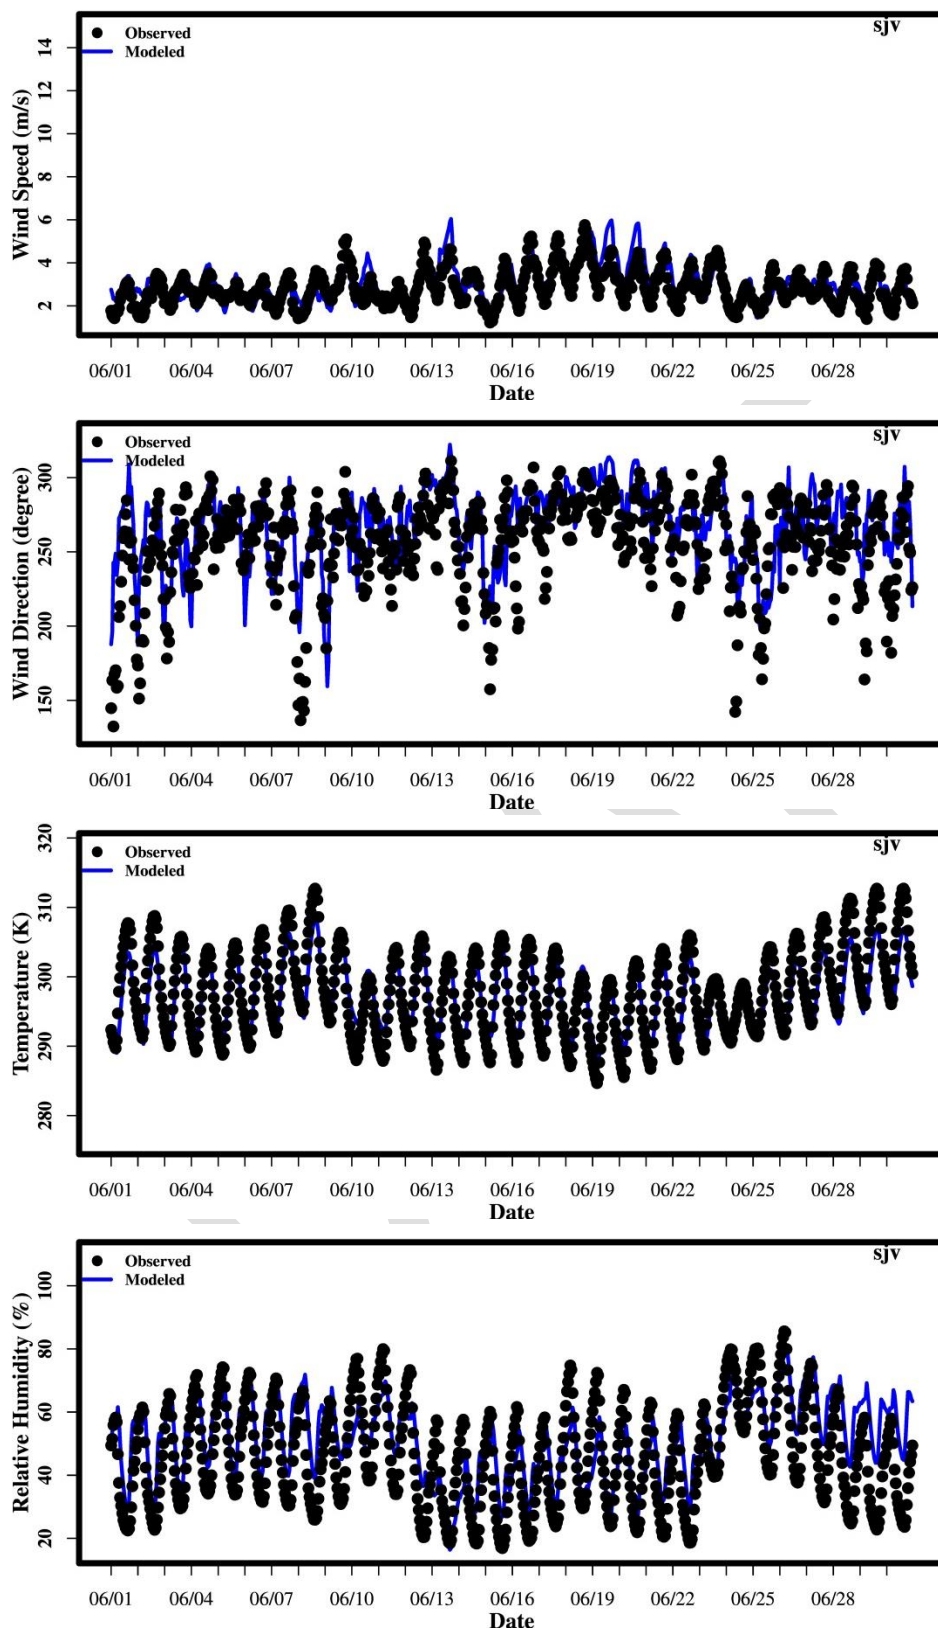 sjv
Observed
Modeled
Wind Speed (m/s)
2 4 6 8 10 12 14
06/01 06/04 06/07 06/10 06/13 06/16 06/19 06/22 06/25 06/28
Date
sjv
Observed
Modeled
Wind Direction (degree)
150 200 250 300
06/01 06/04 06/07 06/10 06/13 06/16 06/19 06/22 06/25 06/28
Date
sjv
Observed
Modeled
Temperature (K)
280 290 300 310 320
06/01 06/04 06/07 06/10 06/13 06/16 06/19 06/22 06/25 06/28
Date
sjv
Observed
Modeled
Relative Humidity (%)
20 40 60 80 100
06/01 06/04 06/07 06/10 06/13 06/16 06/19 06/22 06/25 06/28
Date